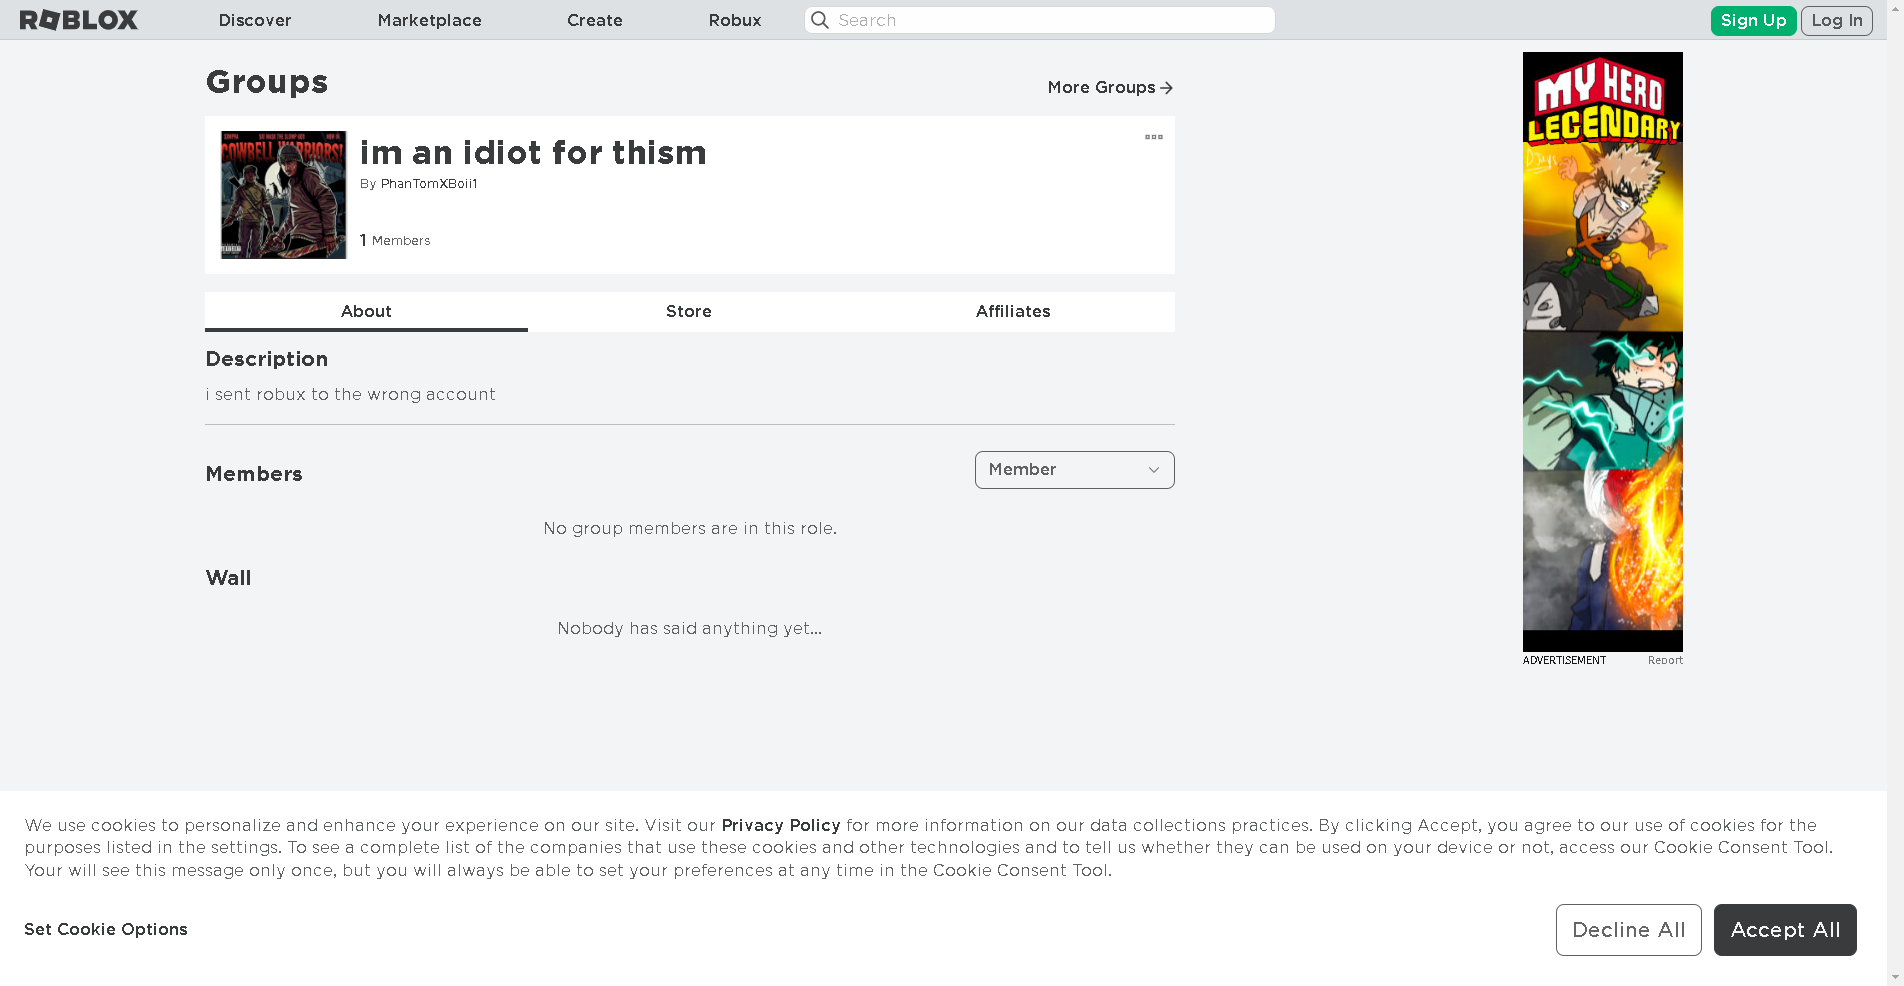 ROBLOX
Discover
Marketplace
Create
Robux
Search
Sign Up
Log In
Groups
More Groups
COWBELL WARRIORS!
im an idiot for thism
By PhanTomXBoii1
1 Members
About
Store
Affiliates
Description
i sent robux to the wrong account
Members
Member
No group members are in this role.
Wall
Nobody has said anything yet...
MY HERO
LEGENDARY
ADVERTISEMENT
Report
We use cookies to personalize and enhance your experience on our site. Visit our Privacy Policy for more information on our data collections practices. By clicking Accept, you agree to our use of cookies for the
purposes listed in the settings. To see a complete list of the companies that use these cookies and other technologies and to tell us whether they can be used on your device or not, access our Cookie Consent Tool.
Your will see this message only once, but you will always be able to set your preferences at any time in the Cookie Consent Tool.
Set Cookie Options
Decline All
Accept All